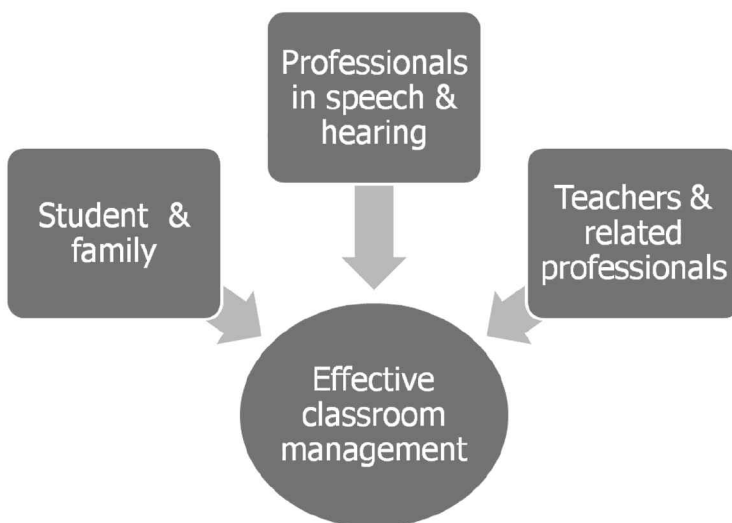 Professionals
in speech &
hearing
Student &
family
Teachers &
related
professionals
Effective
classroom
management